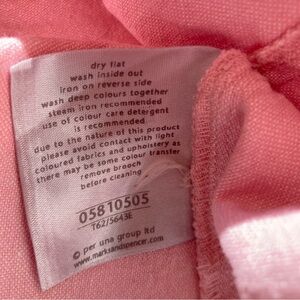 dry flat
wash inside out
iron on reverse side
wash deep colours together
steam iron recommended
use of colour care detergent
is recommended
due to the nature of this product
please avoid contact with light
coloured fabrics and upholstery as
there may be some colour transfer
remove brooch
before cleaning
05810505
T62/5643E
© per una group ltd
www.marksandspencer.com